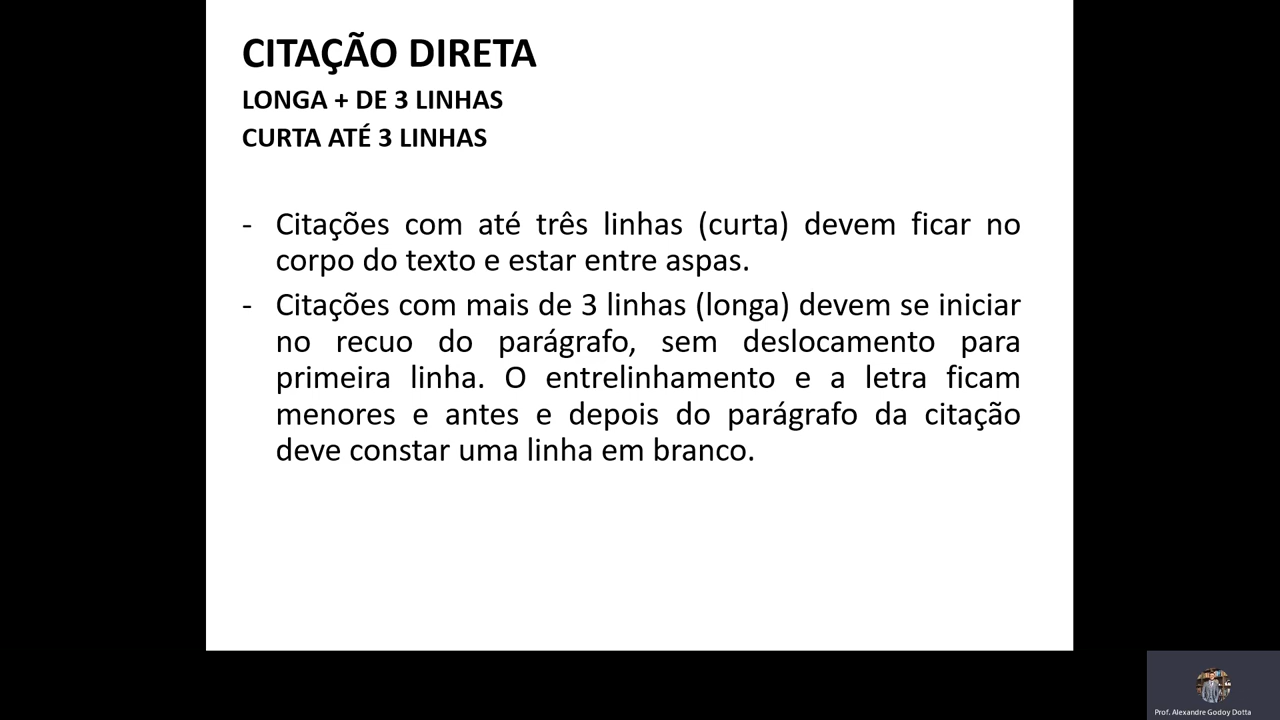 CITAÇÃO DIRETA
LONGA + DE 3 LINHAS
CURTA ATÉ 3 LINHAS
- Citações com até três linhas (curta) devem ficar no
corpo do texto e estar entre aspas.
- Citações com mais de 3 linhas (longa) devem se iniciar
no recuo do parágrafo, sem deslocamento para
primeira linha. O entrelinhamento e a letra ficam
menores e antes e depois do parágrafo da citação
deve constar uma linha em branco.
Prof. Alexandre Godoy Dotta